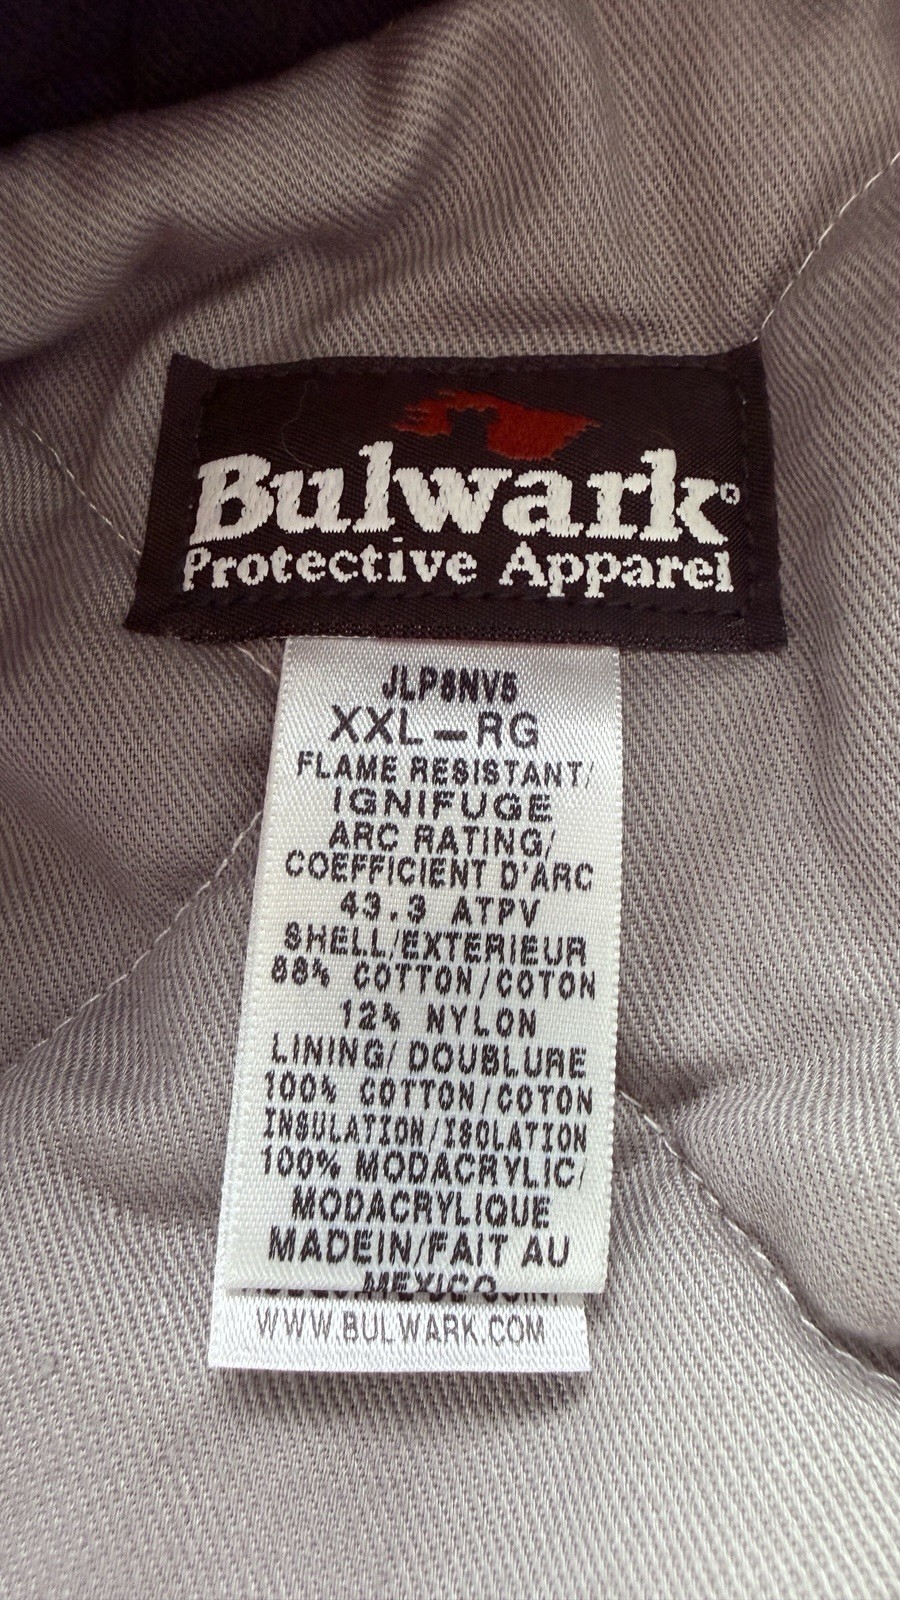 Bulwark®
Protective Apparel
JLP8NV5
XXL-RG
FLAME RESISTANT/
IGNIFUGE
ARC RATING/
COEFFICIENT D'ARC
43.3 ATPV
SHELL/EXTERIEUR
88% COTTON/COTON
12% NYLON
LINING/DOUBLURE
100% COTTON/COTON
INSULATION/ISOLATION
100% MODACRYLIC/
MODACRYLIQUE
MADEIN/FAIT AU
MEXICO
WWW.BULWARK.COM